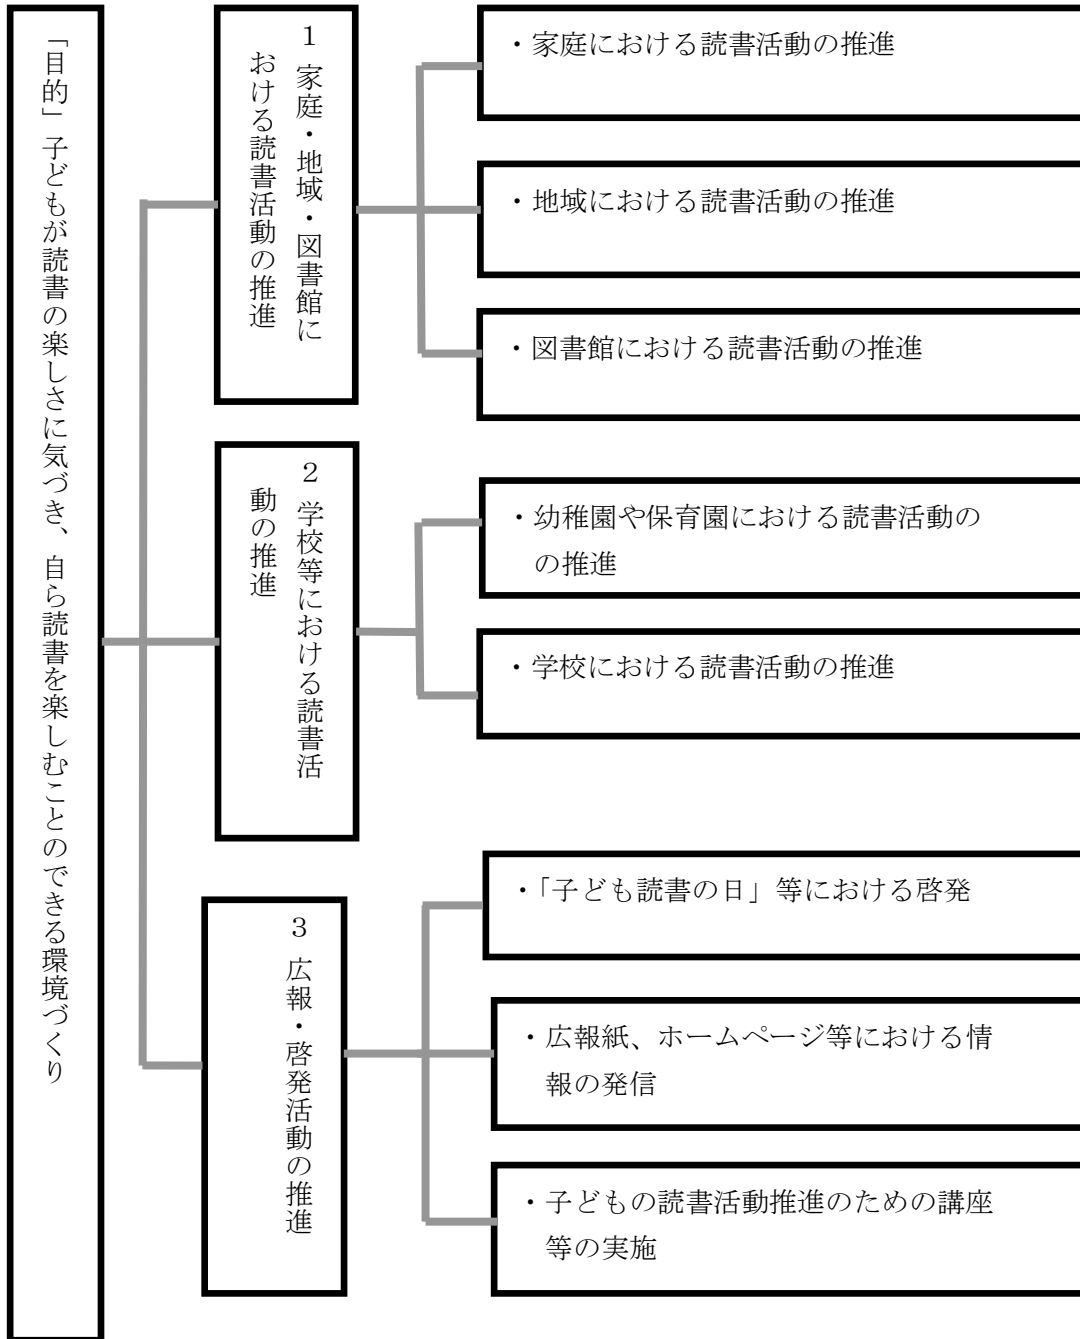 「目的」子どもが読書の楽しさに気づき、自ら読書を楽しむことのできる環境づくり
１ 家庭・地域・図書館に
おける読書活動の推進
・家庭における読書活動の推進
・地域における読書活動の推進
・図書館における読書活動の推進
２ 学校等における読書活
動の推進
・幼稚園や保育園における読書活動の
の推進
・学校における読書活動の推進
３ 広報・啓発活動の推進
・「子ども読書の日」等における啓発
・広報紙、ホームページ等における情
報の発信
・子どもの読書活動推進のための講座
等の実施